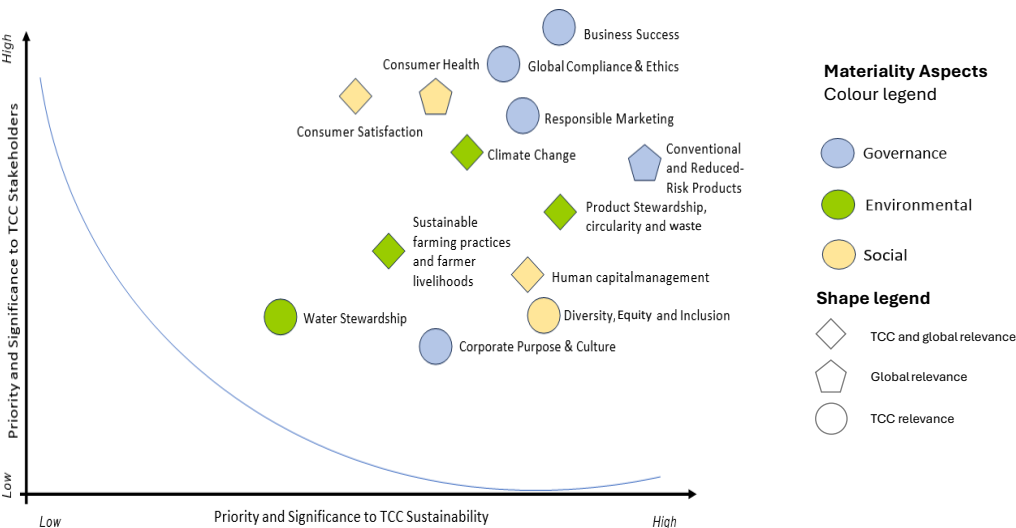 High
Priority and Significance to TCC Stakeholders
Low
Business Success
Consumer Health
Global Compliance & Ethics
Consumer Satisfaction
Responsible Marketing
Climate Change
Conventional
and Reduced-
Risk Products
Product Stewardship,
circularity and waste
Sustainable
farming practices
and farmer
livelihoods
Human capitalmanagement
Water Stewardship
Diversity, Equity and Inclusion
Corporate Purpose & Culture
Low
Priority and Significance to TCC Sustainability
High
Materiality Aspects
Colour legend
Governance
Environmental
Social
Shape legend
TCC and global relevance
Global relevance
TCC relevance